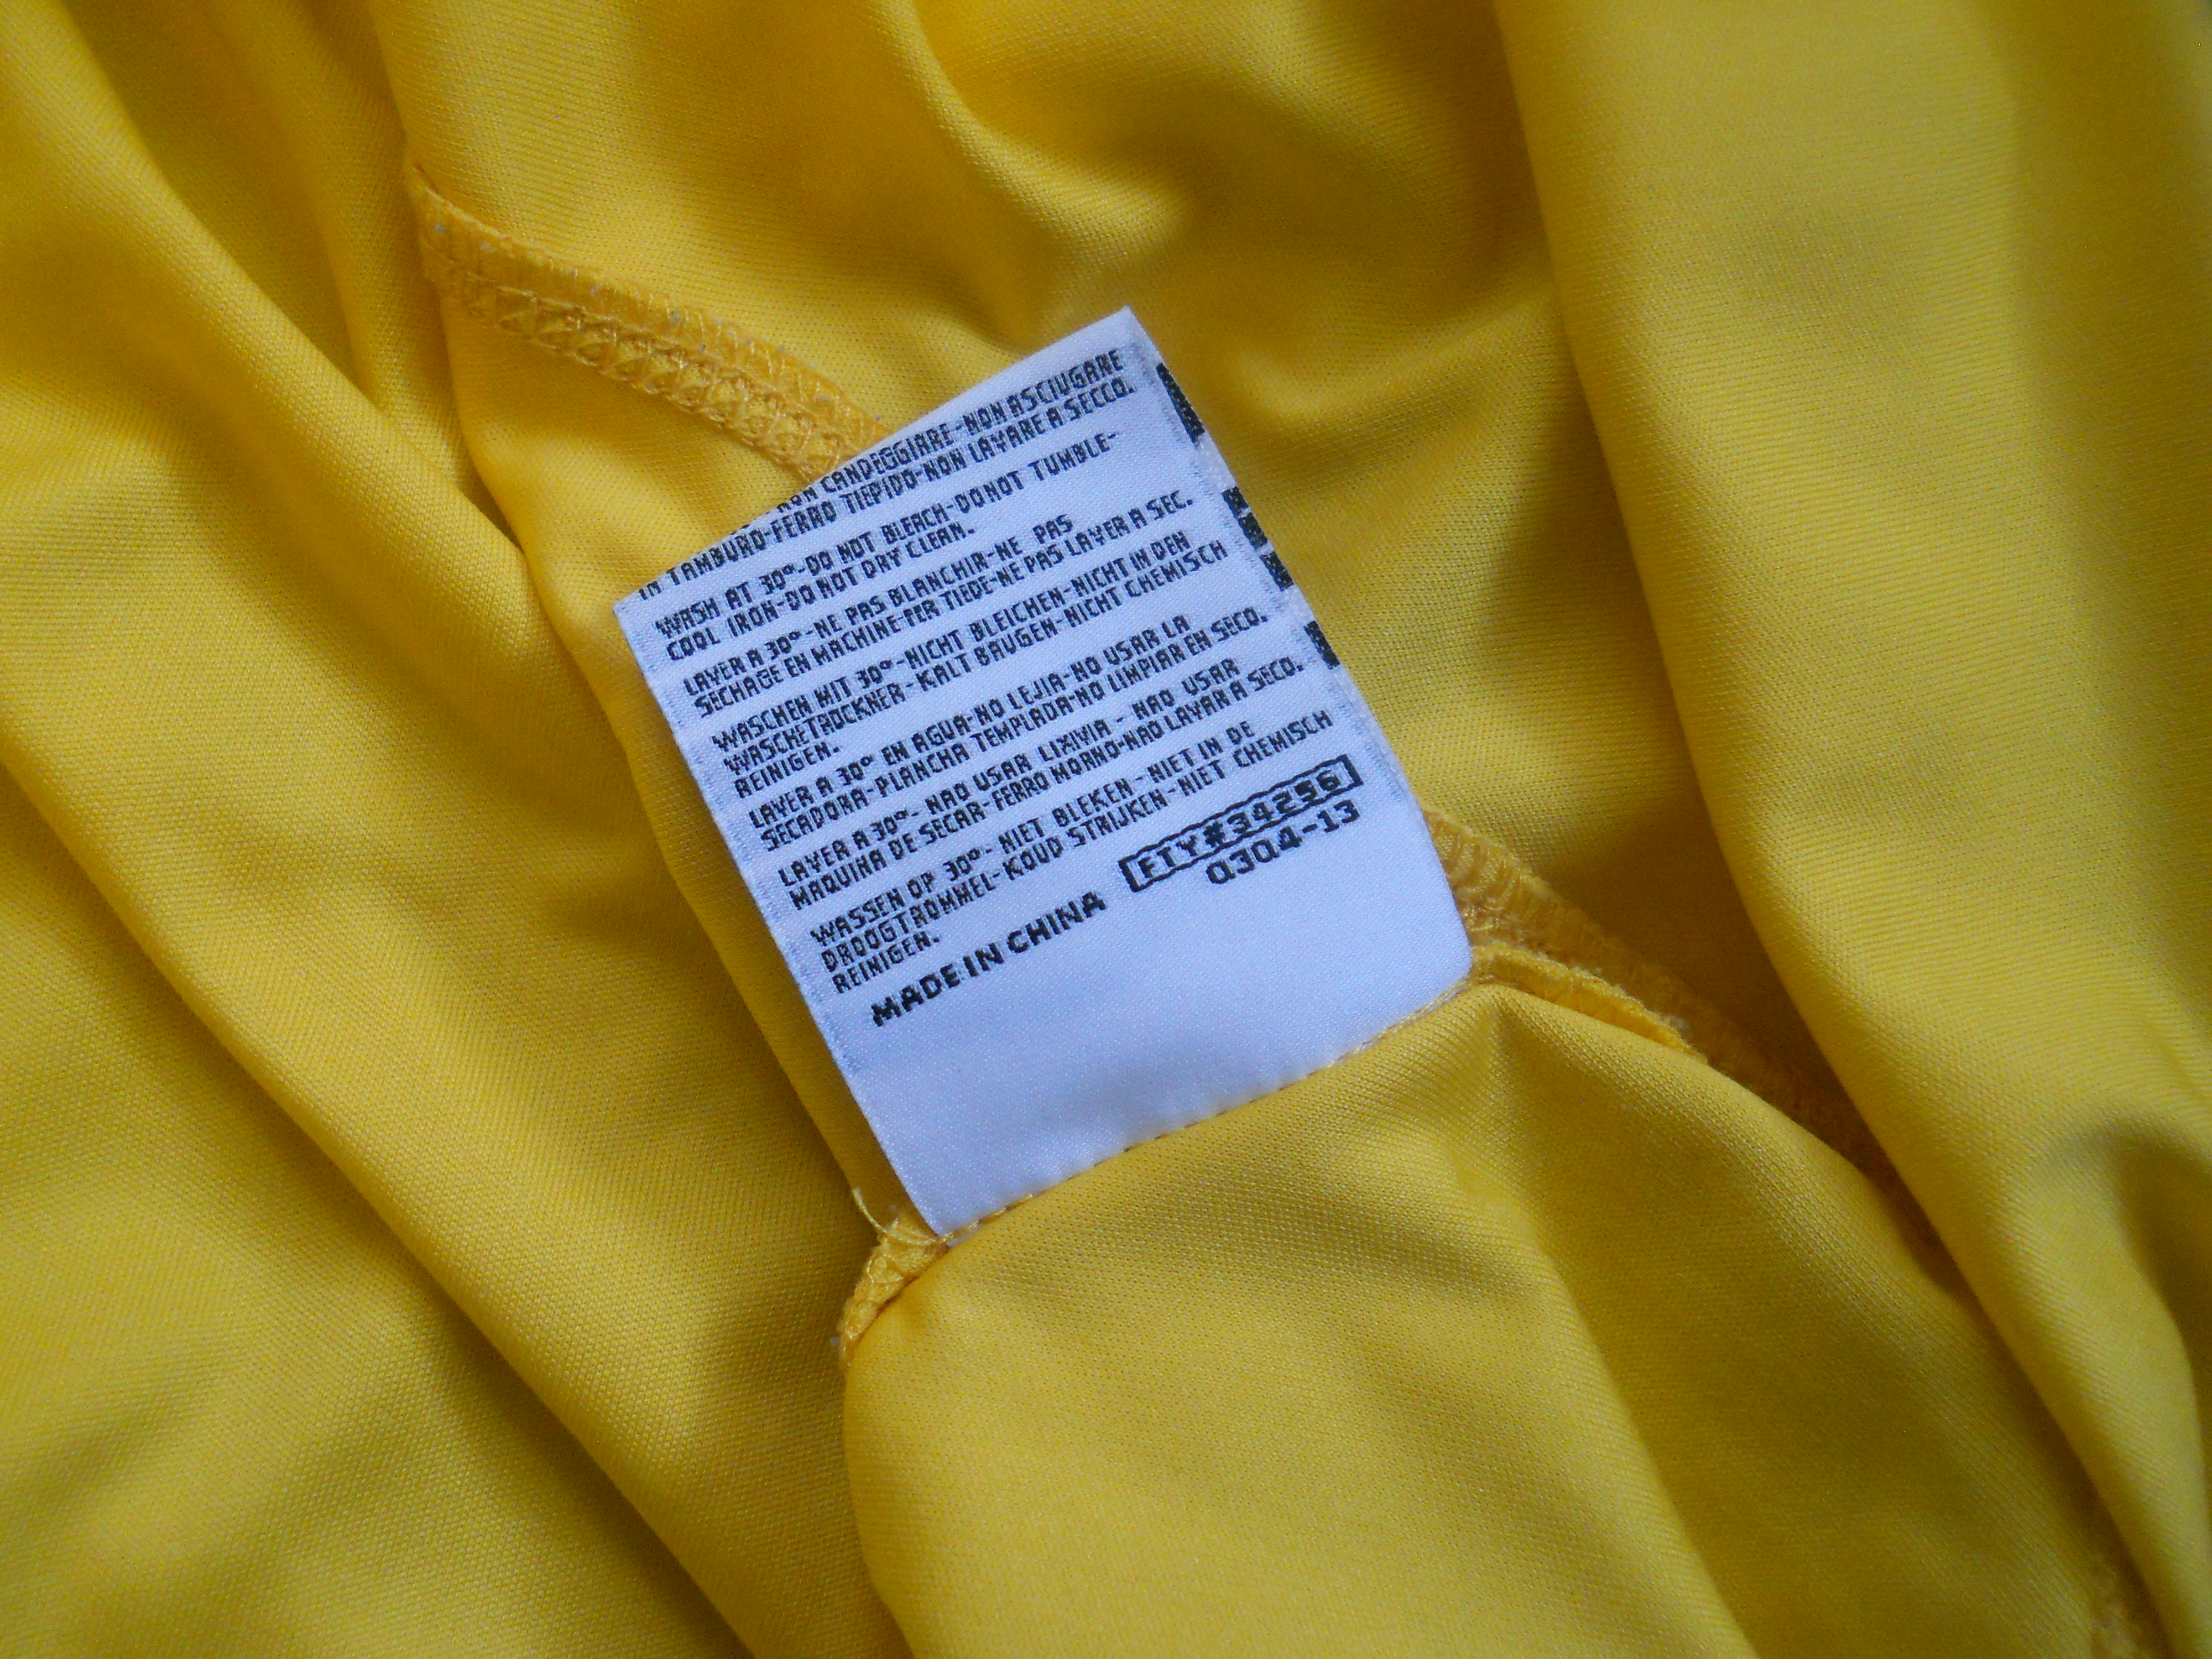 NON CANDEGGIARE-NON ASCIUGARE
IN TAMBURO-FERRO TIEPIDO-NON LAVARE A SECCO.
WASH AT 30°-DO NOT BLEACH-DO NOT TUMBLE-
COOL IRON-DO NOT DRY CLEAN.
LAVER A 30°-NE PAS BLANCHIR-NE PAS
SECHAGE EN MACHINE-FER TIEDE-NE PAS LAVER A SEC.
WASCHEN MIT 30°-NICHT BLEICHEN-NICHT IN DEN
WASCHETROCKNER-KALT BAUGEN-NICHT CHEMISCH
REINIGEN.
LAVER A 30° EN AGUA-NO LEJIA-NO USAR LA
SECADORA-PLANCHA TEMPLADA-NO LIMPIAR EN SECO.
LAVER A 30°- NAO USAR LIXIVIA - NAO USAR
MAQUINA DE SECAR-FERRO MORNO-NAO LAVAR A SECO.
WASSEN OP 30°- NIET BLEKEN - NIET IN DE
DROOGTROMMEL-KOUD STRIJKEN-NIET CHEMISCH
REINIGEN.
MADE IN CHINA FTY#34256
Q3Q4-13